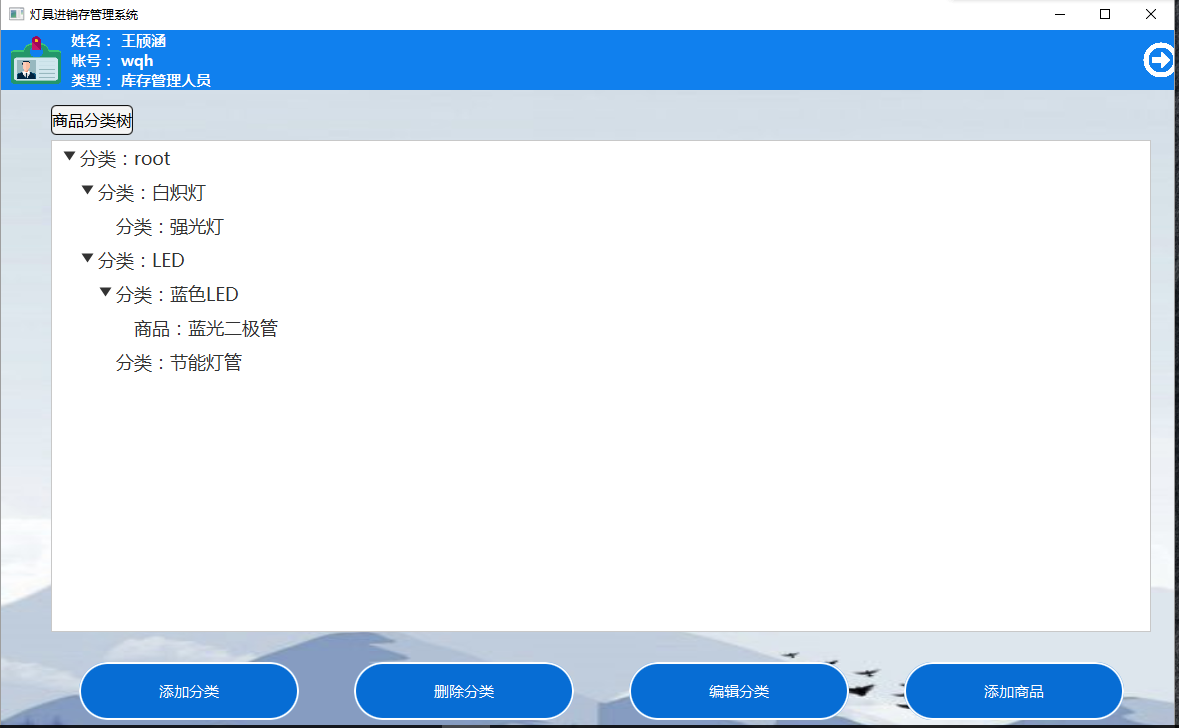 灯具进销存管理系统
姓名： 王颀涵
帐号： wqh
类型： 库存管理人员
商品分类树
分类：root
分类：白炽灯
分类：强光灯
分类：LED
分类：蓝色LED
商品：蓝光二极管
分类：节能灯管
添加分类 删除分类 编辑分类 添加商品